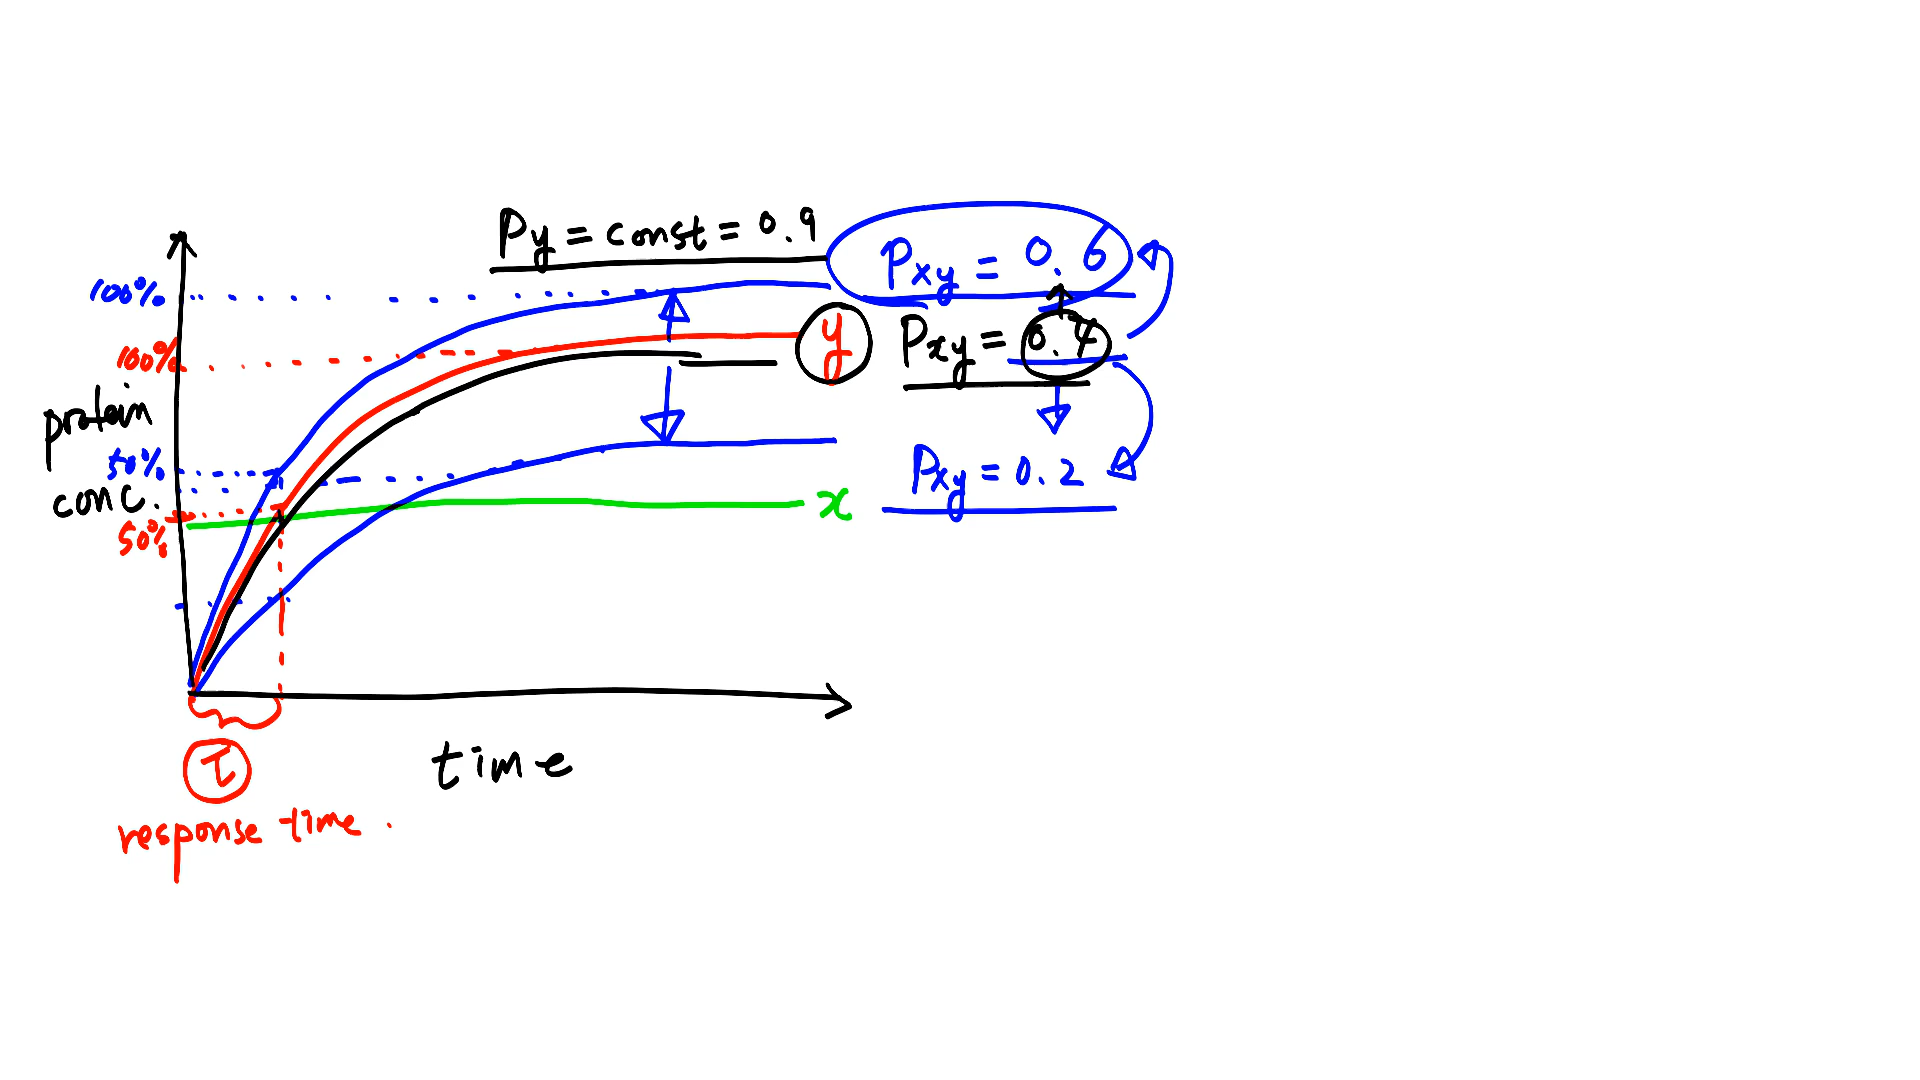 Py = const = 0.9
Pxy = 0.6
100%
y
Pxy = 0.4
100%
protein
conc.
50%
Pxy = 0.2
x
50%
τ
time
response time.